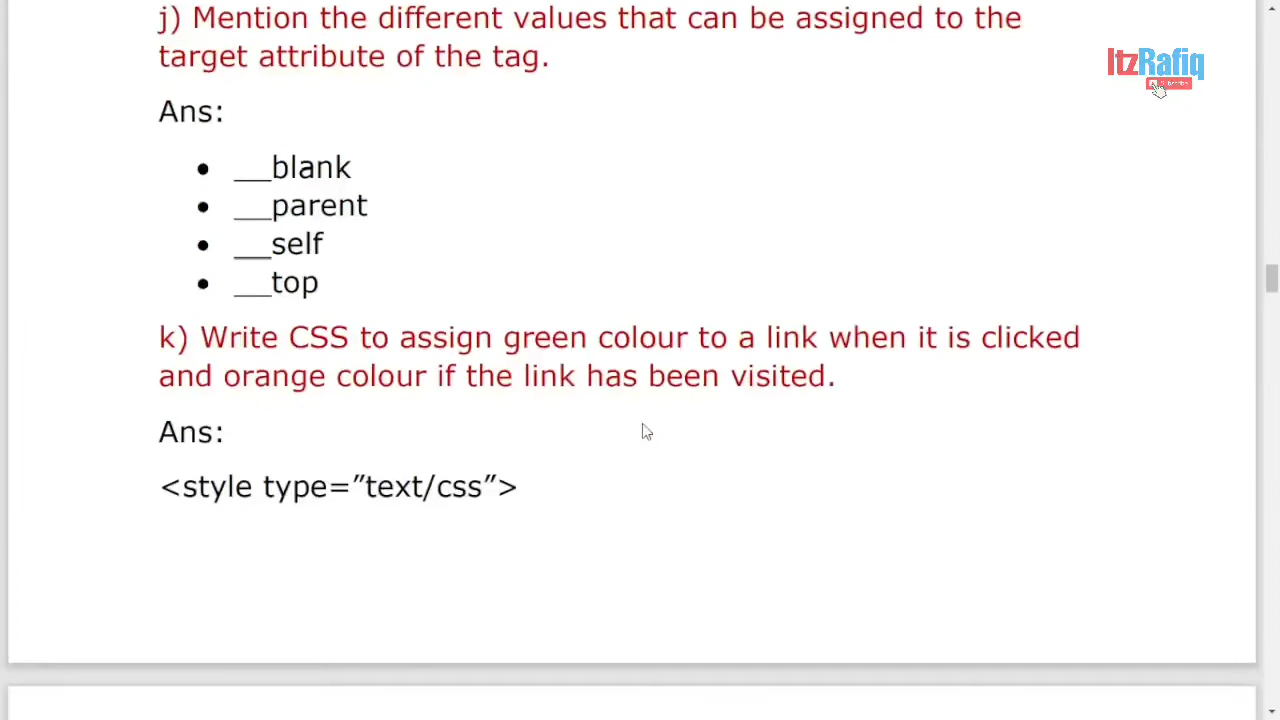 j) Mention the different values that can be assigned to the
target attribute of the tag.
ItzRafiq
Subscribe
Ans:
• __blank
• __parent
• __self
• __top
k) Write CSS to assign green colour to a link when it is clicked
and orange colour if the link has been visited.
Ans:
<style type=”text/css”>